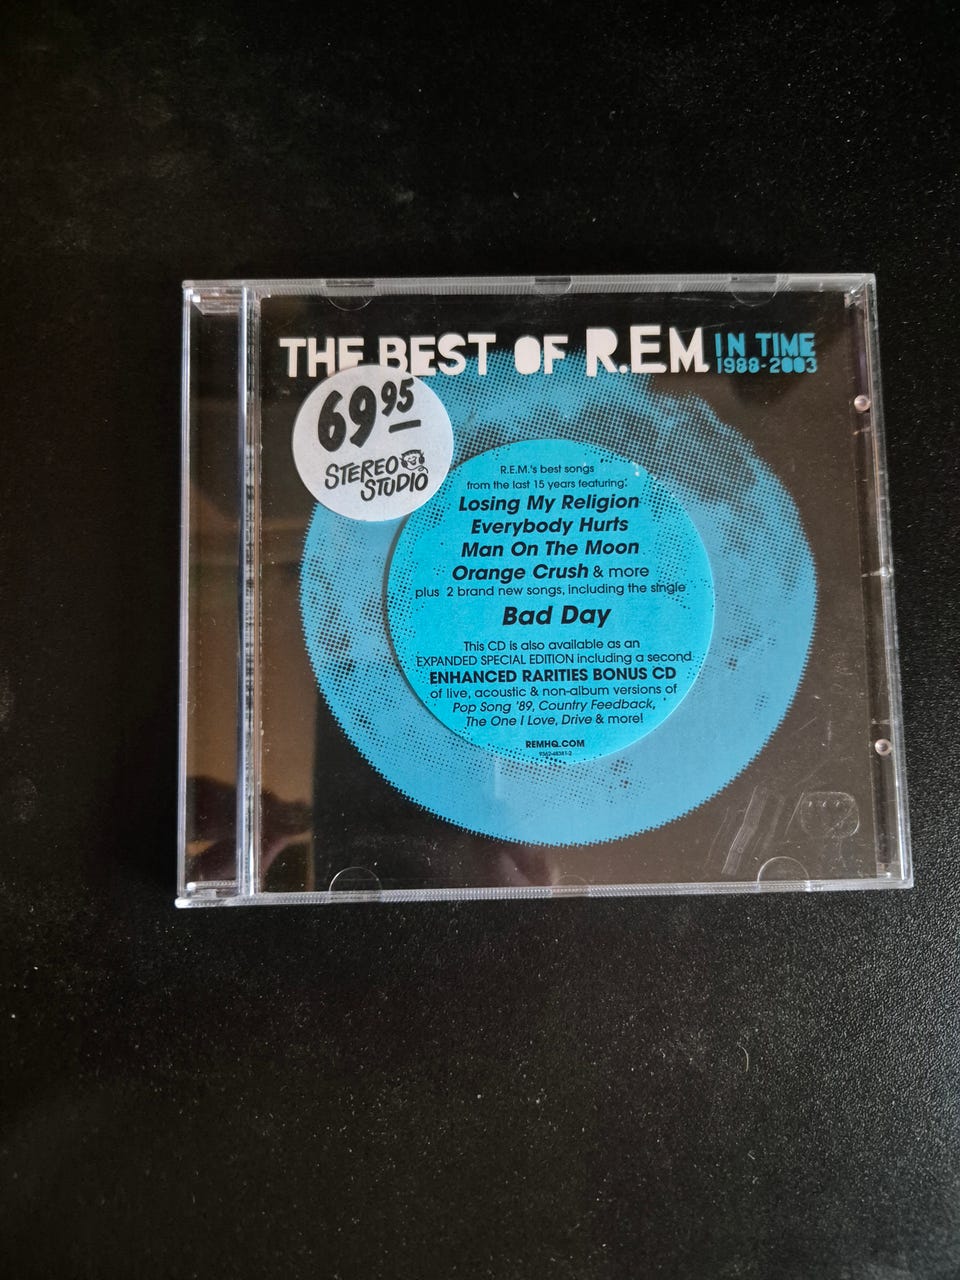 THE BEST OF R.E.M. IN TIME
1988-2003
69.95
STEREO
STUDIO
R.E.M.'s best songs
from the last 15 years featuring:
Losing My Religion
Everybody Hurts
Man On The Moon
Orange Crush & more
plus 2 brand new songs, including the single
Bad Day
This CD is also available as an
EXPANDED SPECIAL EDITION including a second
ENHANCED RARITIES BONUS CD
of live, acoustic & non-album versions of
Pop Song '89, Country Feedback,
The One I Love, Drive & more!
REMHQ.COM
9362-48381-2